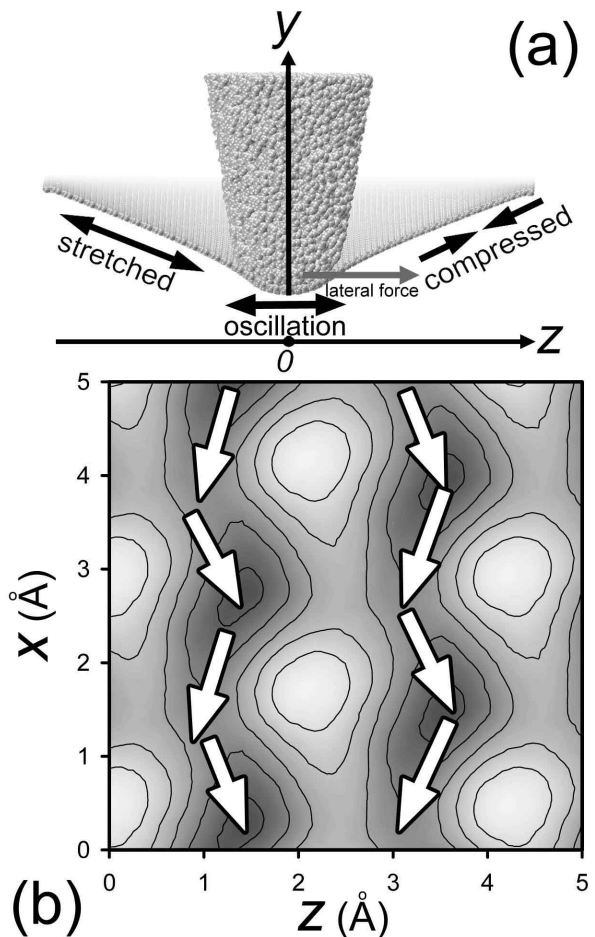 y
(a)
stretched
compressed
lateral force
oscillation
z
0
5
4
3
2
1
0
x (Å)
0 1 2 3 4 5
(b)
z (Å)